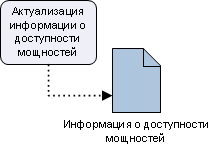 Актуализация
информации о
доступности
мощностей
Информация о доступности
мощностей